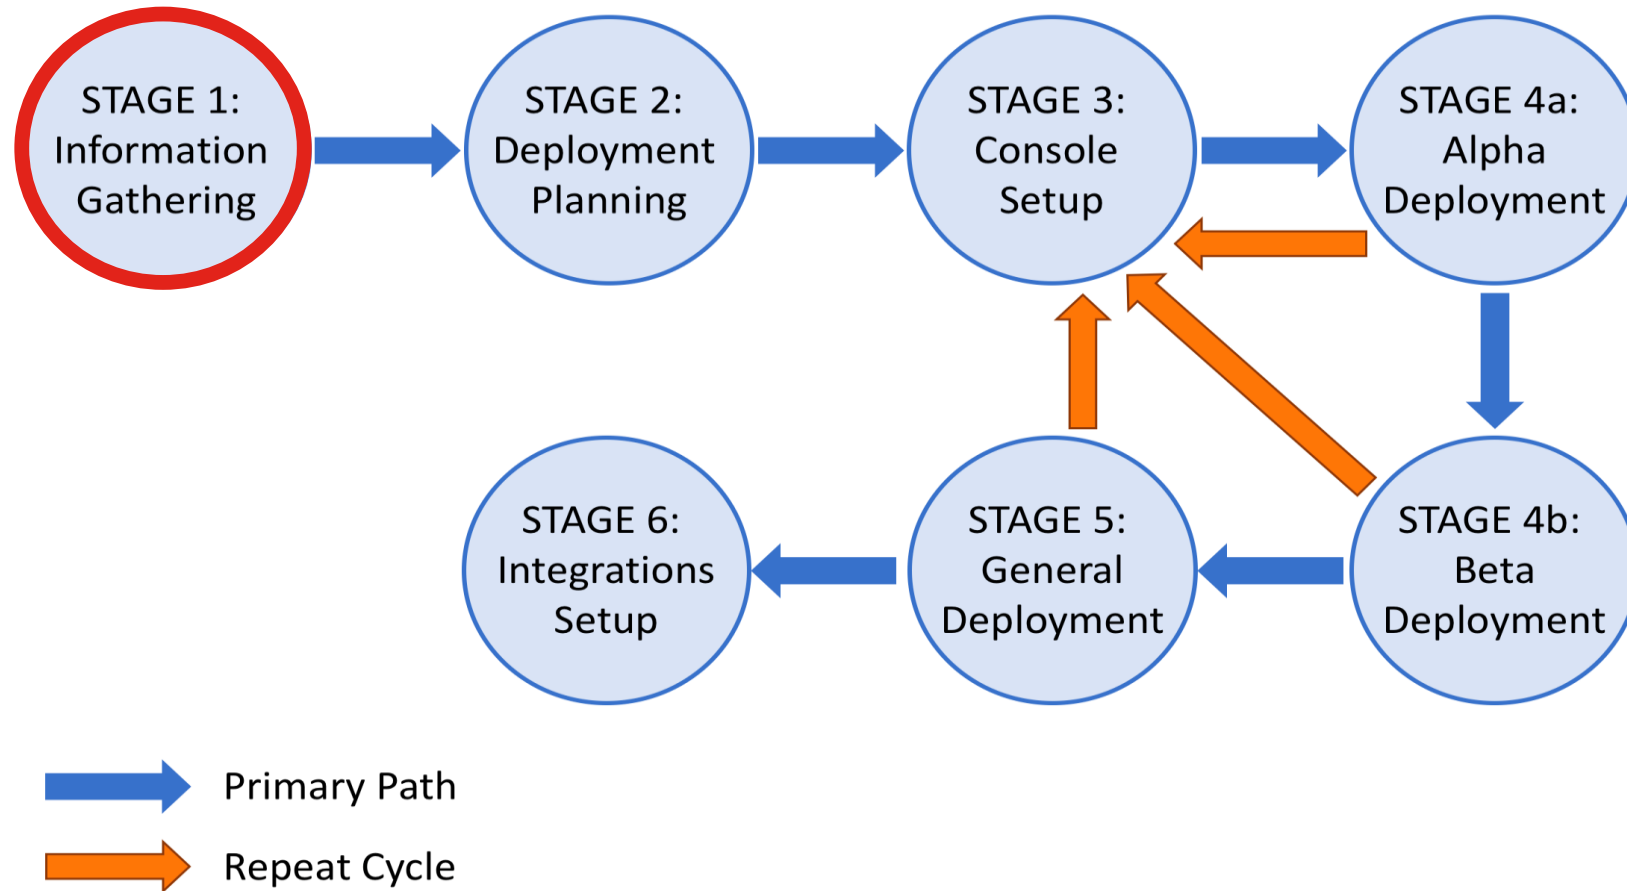 STAGE 1:
Information
Gathering
STAGE 2:
Deployment
Planning
STAGE 3:
Console
Setup
STAGE 4a:
Alpha
Deployment
STAGE 6:
Integrations
Setup
STAGE 5:
General
Deployment
STAGE 4b:
Beta
Deployment
Primary Path
Repeat Cycle